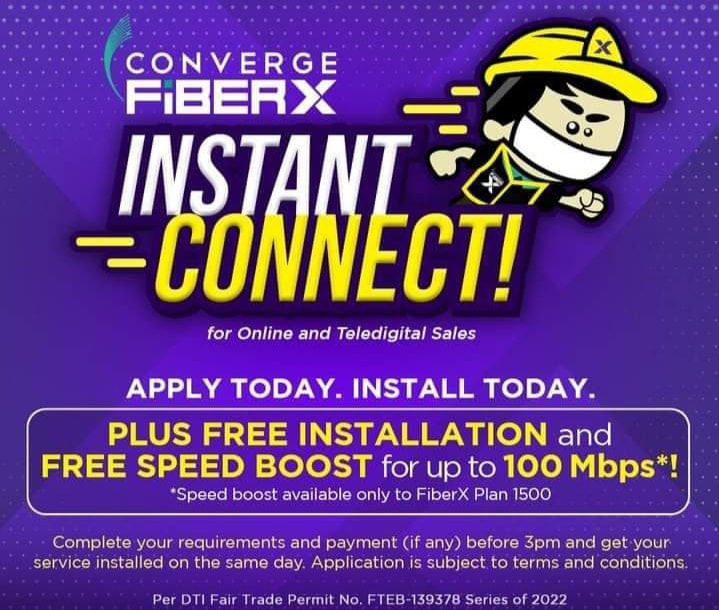 CONVERGE
FiBERX
INSTANT
CONNECT!
for Online and Teledigital Sales
APPLY TODAY. INSTALL TODAY.
PLUS FREE INSTALLATION and
FREE SPEED BOOST for up to 100 Mbps*!
*Speed boost available only to FiberX Plan 1500
Complete your requirements and payment (if any) before 3pm and get your
service installed on the same day. Application is subject to terms and conditions.
Per DTI Fair Trade Permit No. FTEB-139378 Series of 2022